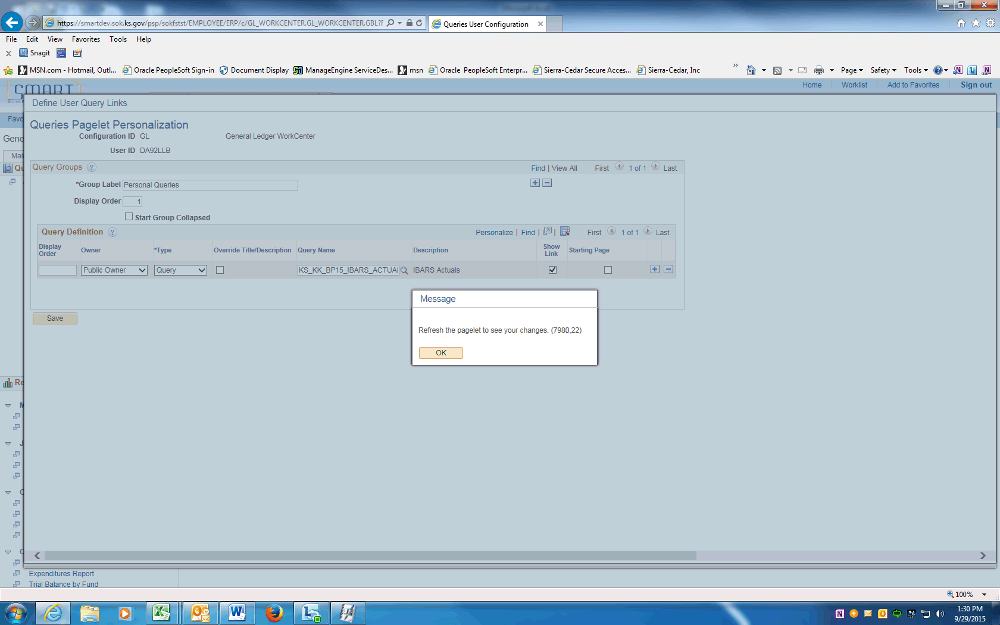 https://smartdev.sok.ks.gov/psp/sokfstst/EMPLOYEE/ERP/c/GL_WORKCENTER.GL_WORKCENTER.GBL?F
Queries User Configuration
File Edit View Favorites Tools Help
Snagit
MSN.com - Hotmail, Outl... Oracle PeopleSoft Sign-in Document Display ManageEngine ServiceDes... msn Oracle PeopleSoft Enterpr... Sierra-Cedar Secure Acces... Sierra-Cedar, Inc » Page Safety Tools
SMART
Home Worklist Add to Favorites Sign out
Define User Query Links
Favo
Queries Pagelet Personalization
Configuration ID GL General Ledger WorkCenter
Gene
User ID DA92LLB
Mai
Qu
Query Groups ? Find | View All First 1 of 1 Last
*Group Label Personal Queries + −
Display Order 1
Start Group Collapsed
Query Definition ? Personalize | Find | | First 1 of 1 Last
Display Order Owner *Type Override Title/Description Query Name Description Show Link Starting Page
Public Owner Query KS_KK_BP15_IBARS_ACTUAI IBARS Actuals + −
Message
Save
Refresh the pagelet to see your changes. (7980,22)
OK
Re
M
J
C
C
Expenditures Report
Trial Balance by Fund
100%
1:30 PM
9/29/2015